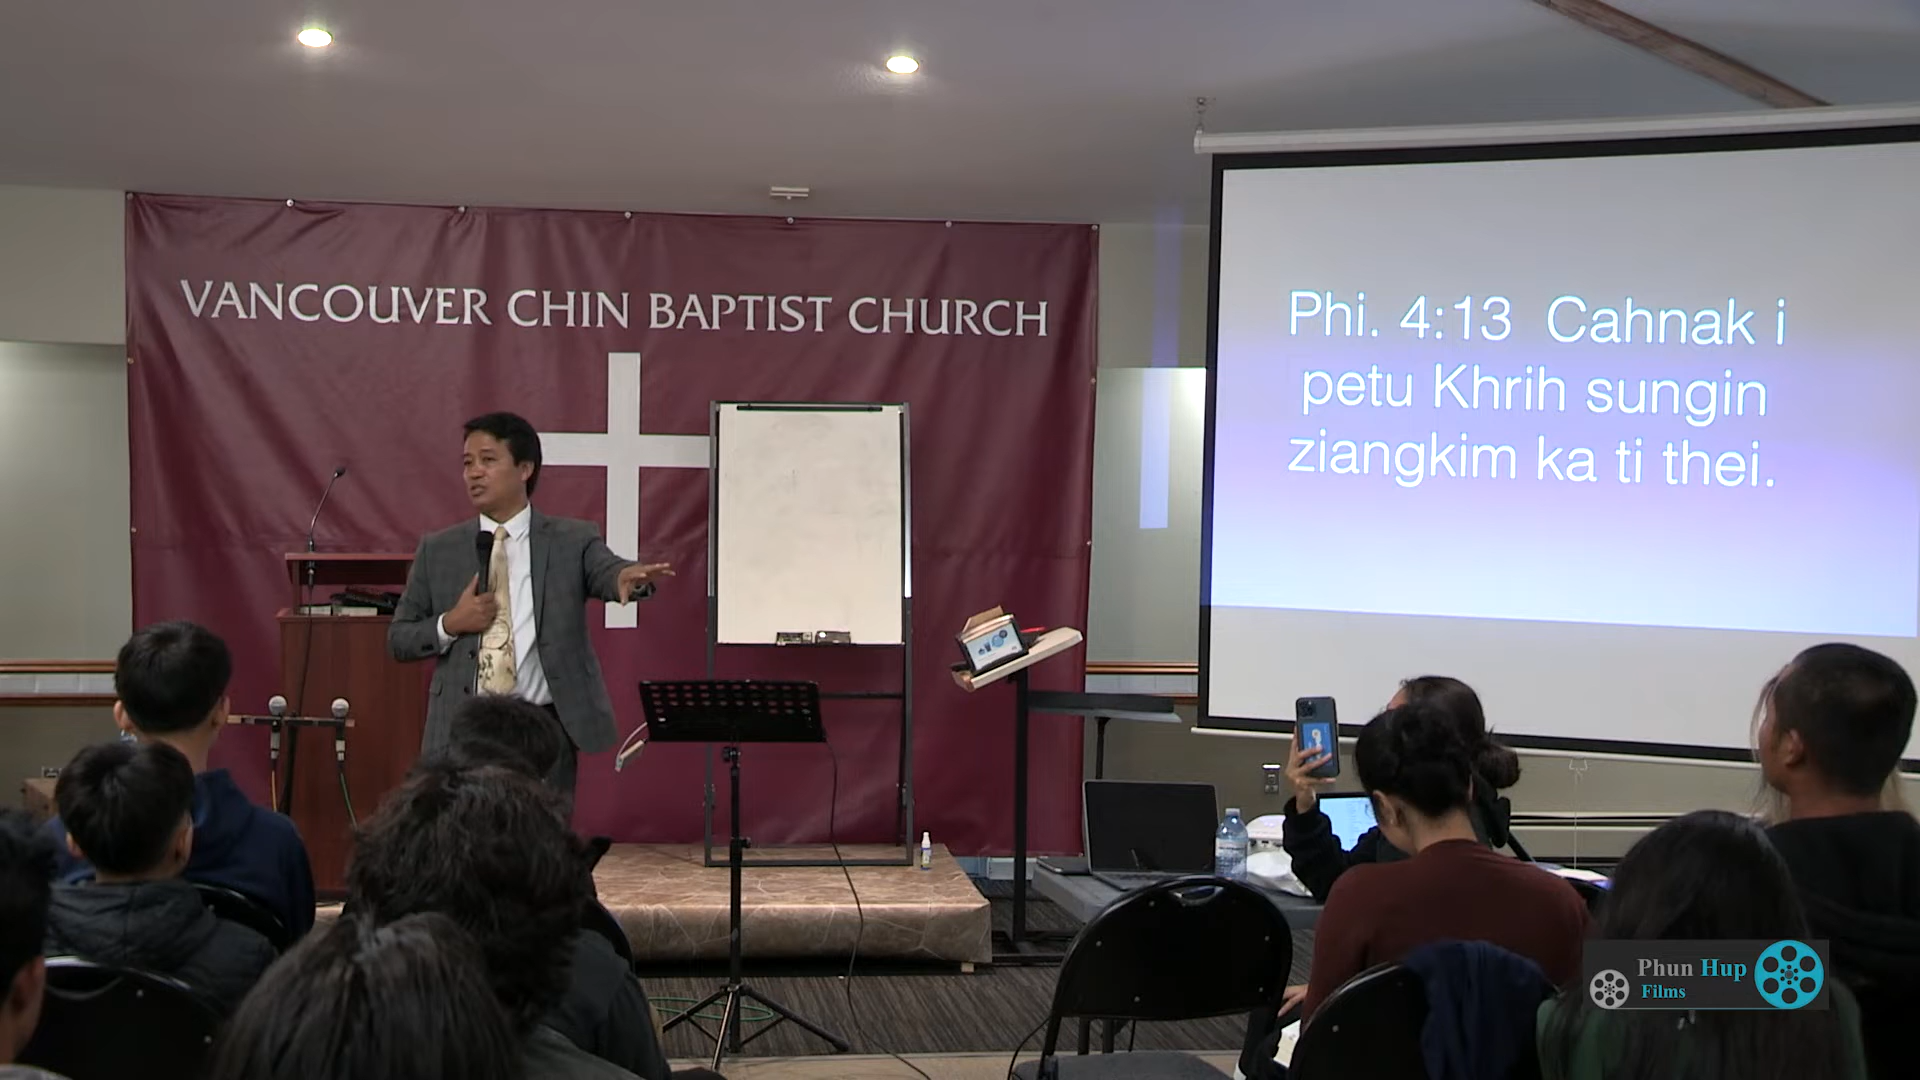 VANCOUVER CHIN BAPTIST CHURCH
Phi. 4:13 Cahnak i
petu Khrih sungin
ziangkim ka ti thei.
Phun Hup
Films